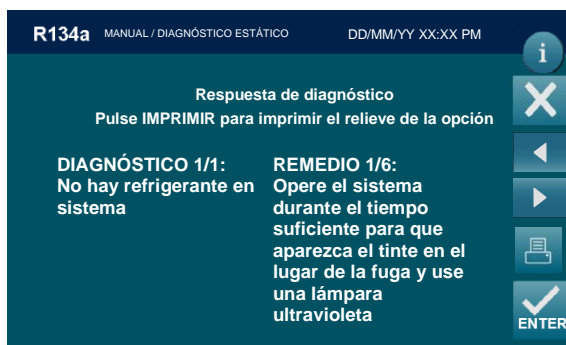 R134a MANUAL / DIAGNÓSTICO ESTÁTICO DD/MM/YY XX:XX PM
i
Respuesta de diagnóstico
Pulse IMPRIMIR para imprimir el relieve de la opción
DIAGNÓSTICO 1/1:
No hay refrigerante en
sistema
REMEDIO 1/6:
Opere el sistema
durante el tiempo
suficiente para que
aparezca el tinte en el
lugar de la fuga y use
una lámpara
ultravioleta
ENTER